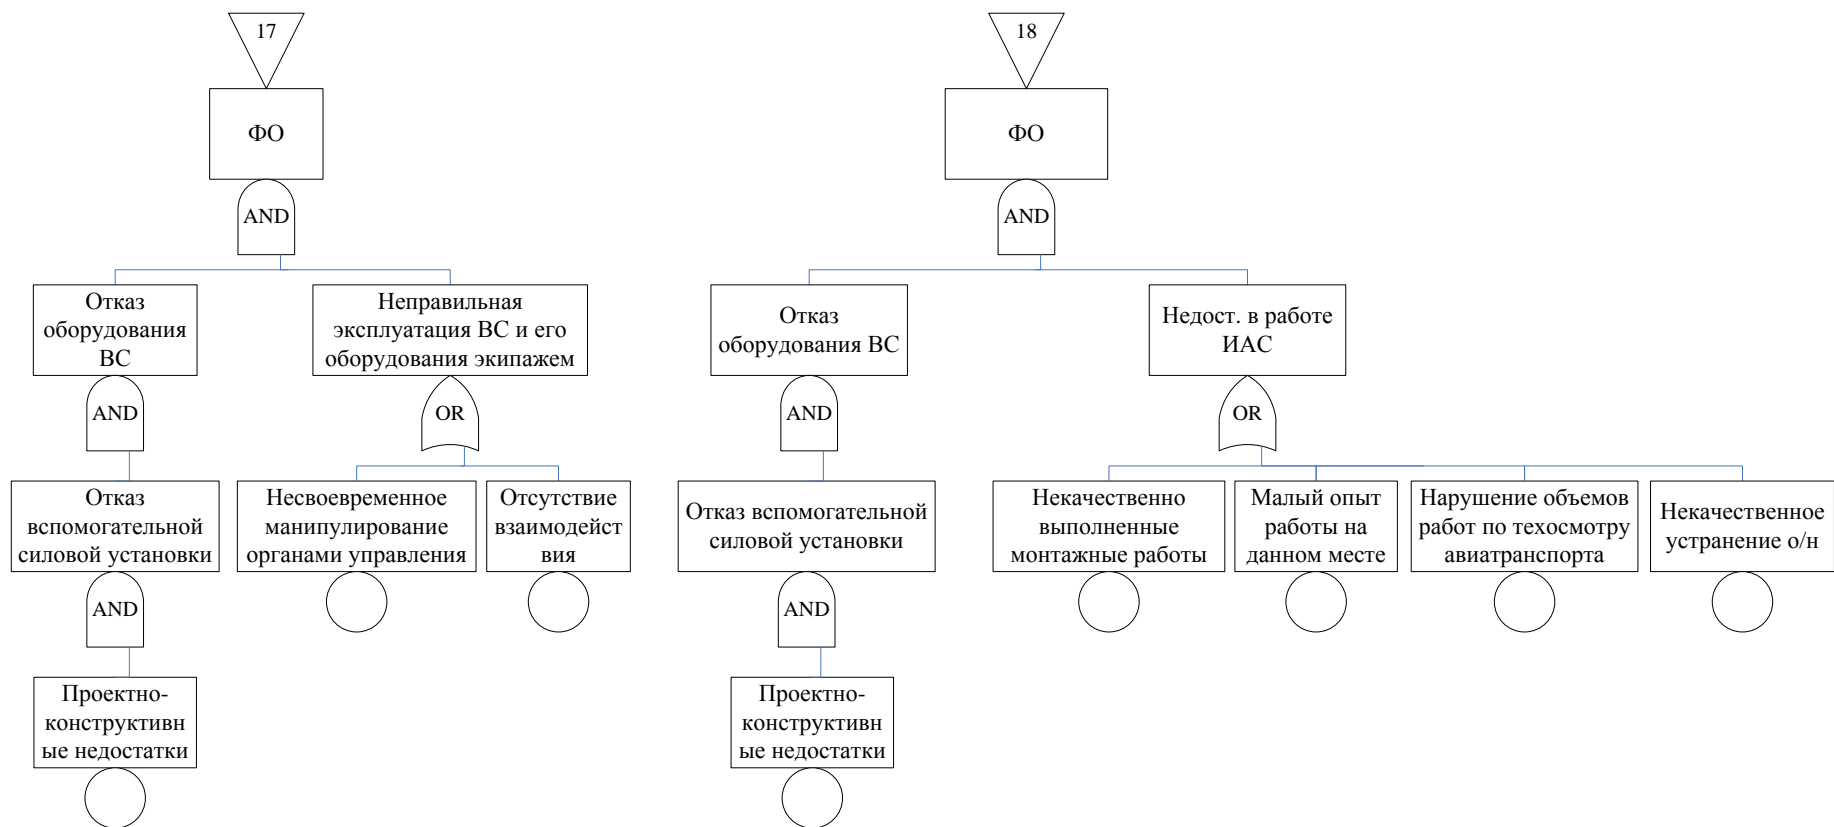 17
ФО
AND
Отказ
оборудования
ВС
Неправильная
эксплуатация ВС и его
оборудования экипажем
AND
OR
Отказ
вспомогательной
силовой установки
Несвоевременное
манипулирование
органами управления
Отсутствие
взаимодейст
вия
AND
Проектно-
конструктивн
ые недостатки
18
ФО
AND
Отказ
оборудования ВС
Недост. в работе
ИАС
AND
OR
Отказ вспомогательной
силовой установки
Некачественно
выполненные
монтажные работы
Малый опыт
работы на
данном месте
Нарушение объемов
работ по техосмотру
авиатранспорта
Некачественное
устранение о/н
AND
Проектно-
конструктивн
ые недостатки